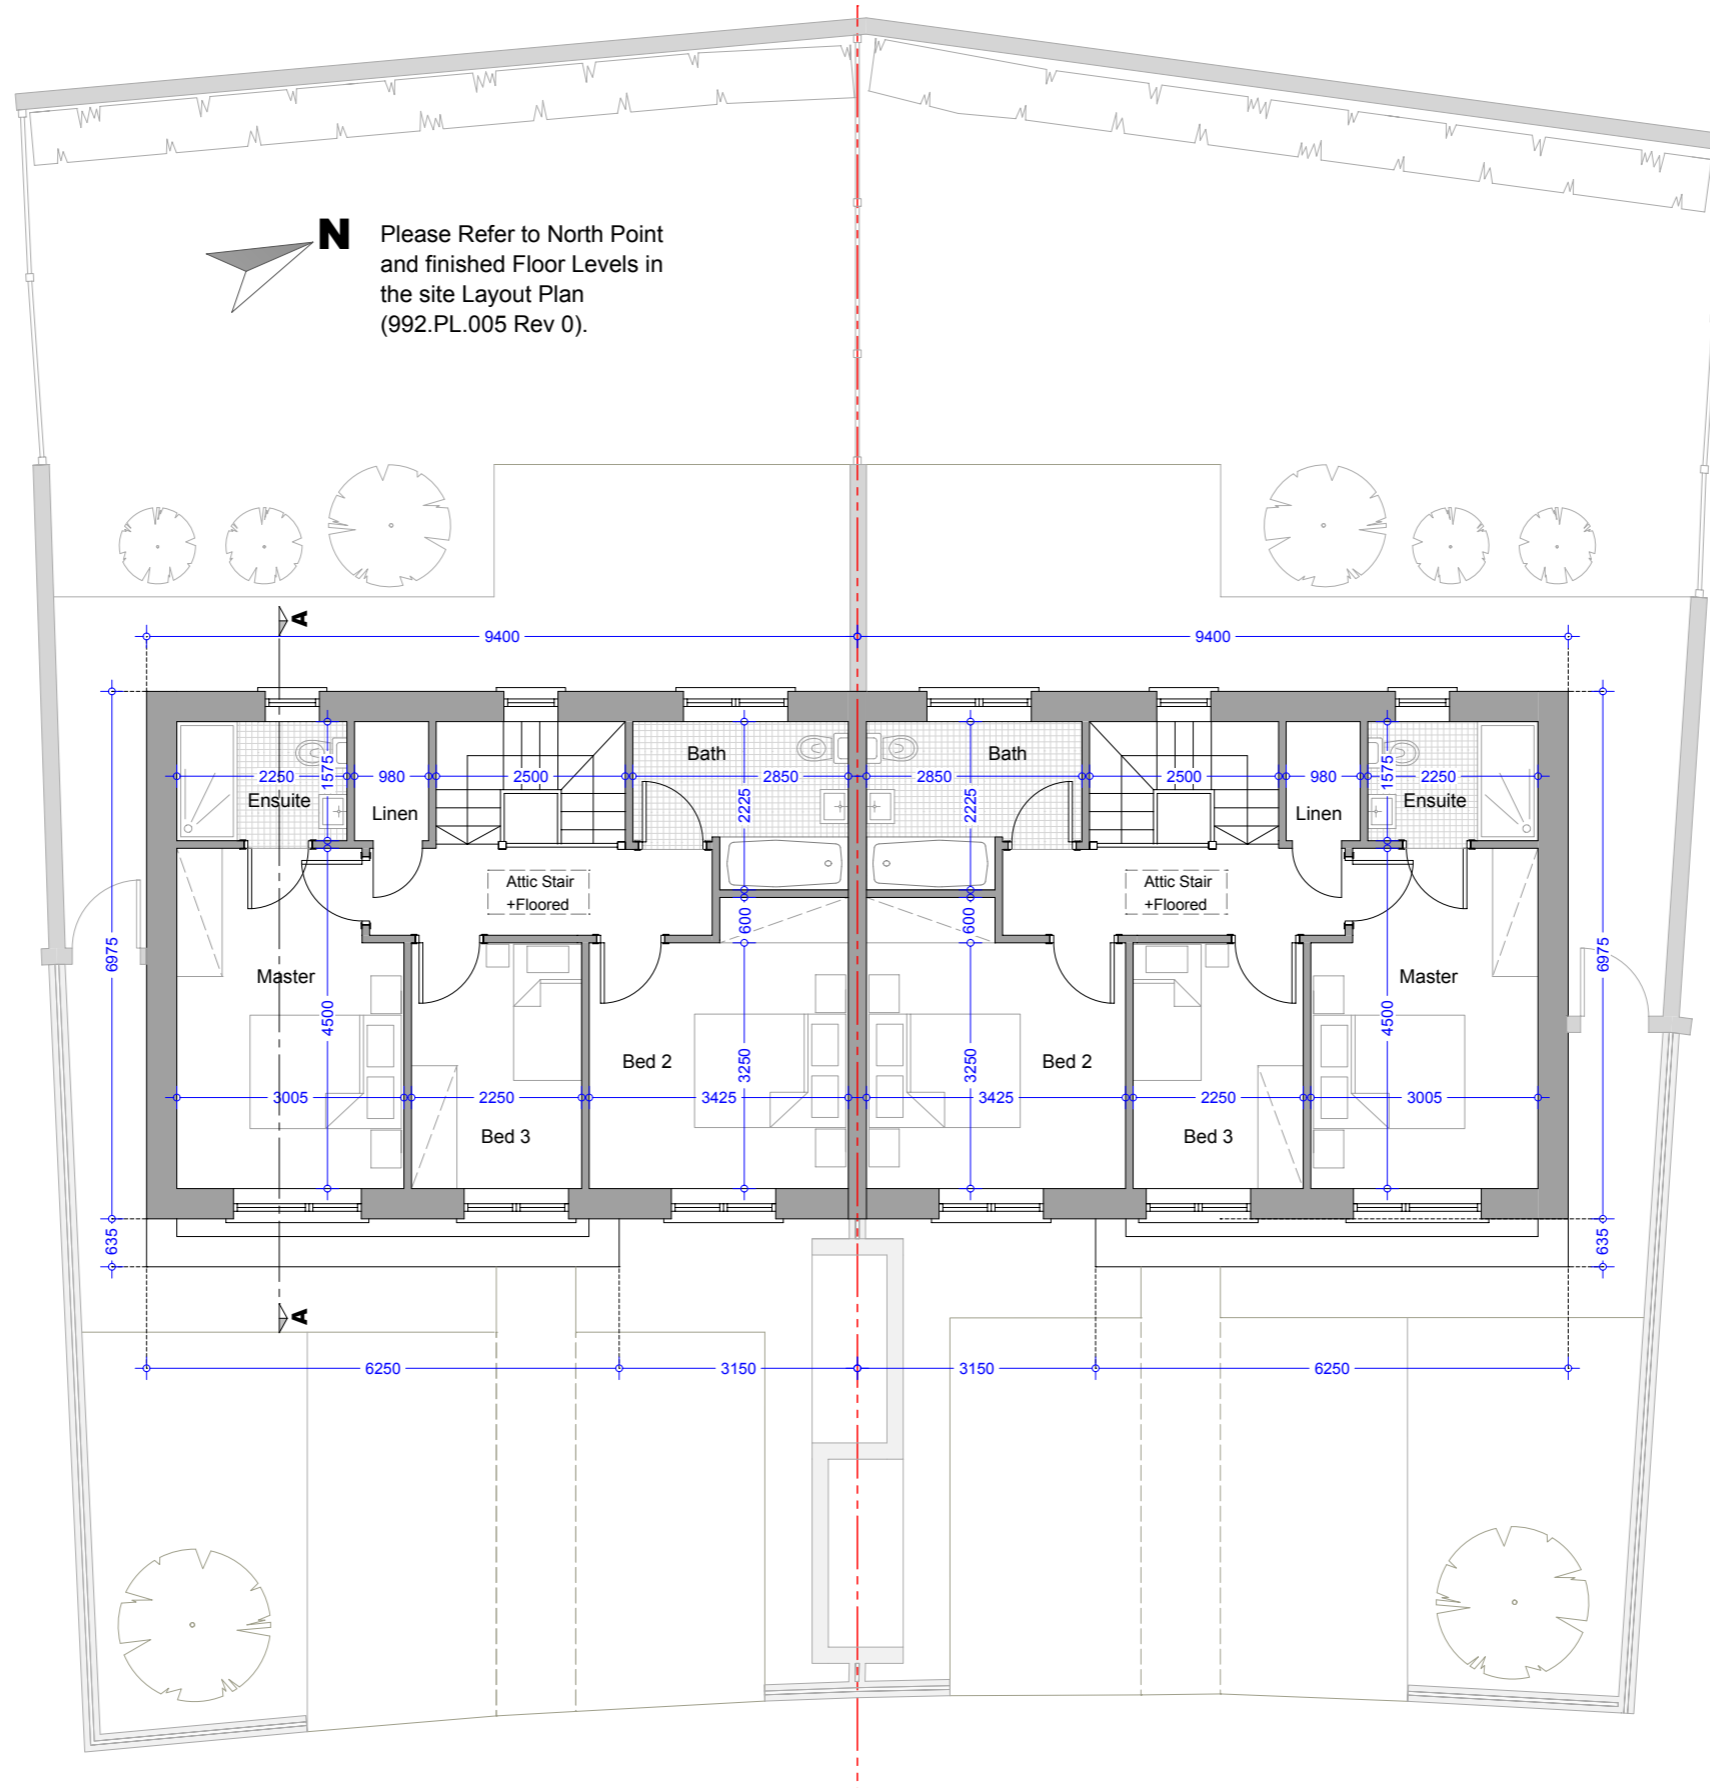 N
Please Refer to North Point
and finished Floor Levels in
the site Layout Plan
(992.PL.005 Rev 0).
A
9400
9400
Bath
Bath
2250
1575
980
2500
2850
2850
2500
980
1575
2250
Ensuite
Linen
2225
2225
Linen
Ensuite
Attic Stair
+Floored
Attic Stair
+Floored
600
600
6975
6975
Master
Master
4500
4500
Bed 2
3250
3250
Bed 2
3005
2250
3425
3425
2250
3005
Bed 3
Bed 3
635
635
A
6250
3150
3150
6250